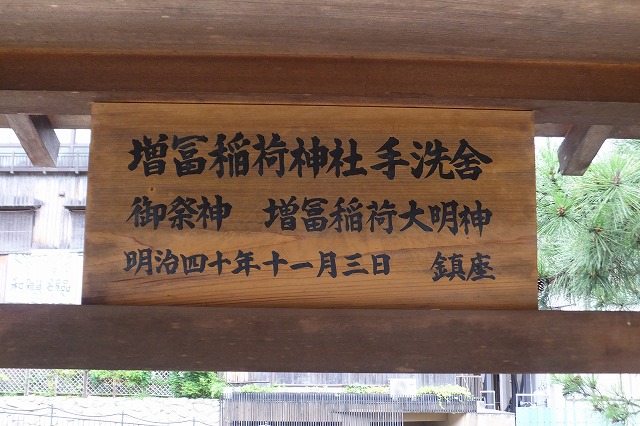 増冨稲荷神社手洗舎
御祭神　増冨稲荷大明神
明治四十年十一月三日　鎮座